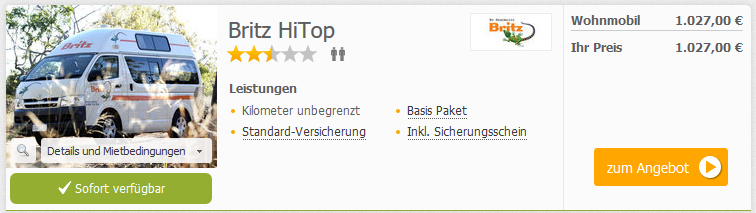 Britz HiTop
Britz
Britz
Wohnmobil 1.027,00 €
Ihr Preis 1.027,00 €
Leistungen
Kilometer unbegrenzt
Basis Paket
Standard-Versicherung
Inkl. Sicherungsschein
Details und Mietbedingungen
Sofort verfügbar
zum Angebot